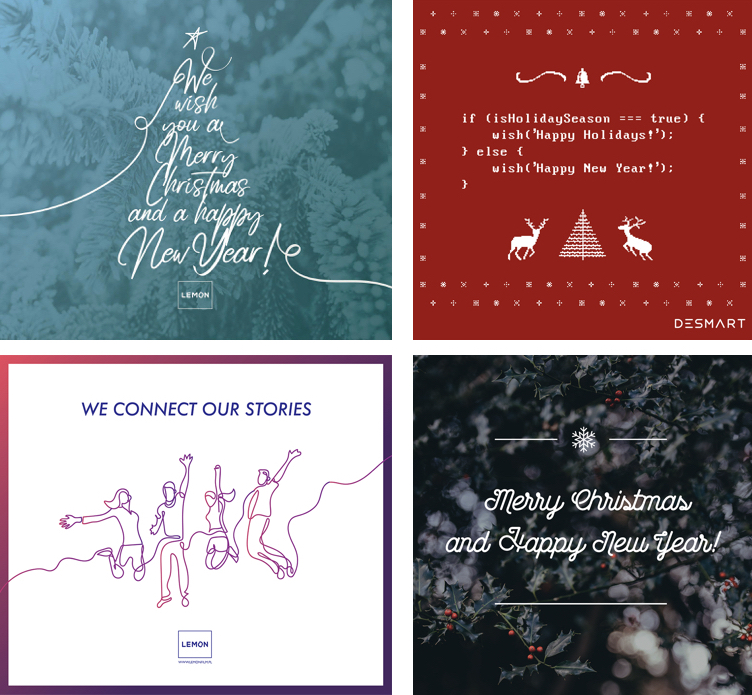 We
wish
you a
Merry
Christmas
and a happy
New Year!
LEMON
if (isHolidaySeason === true) {
wish('Happy Holidays!');
} else {
wish('Happy New Year!');
}
DESMART
WE CONNECT OUR STORIES
LEMON
Merry Christmas
and Happy New Year!